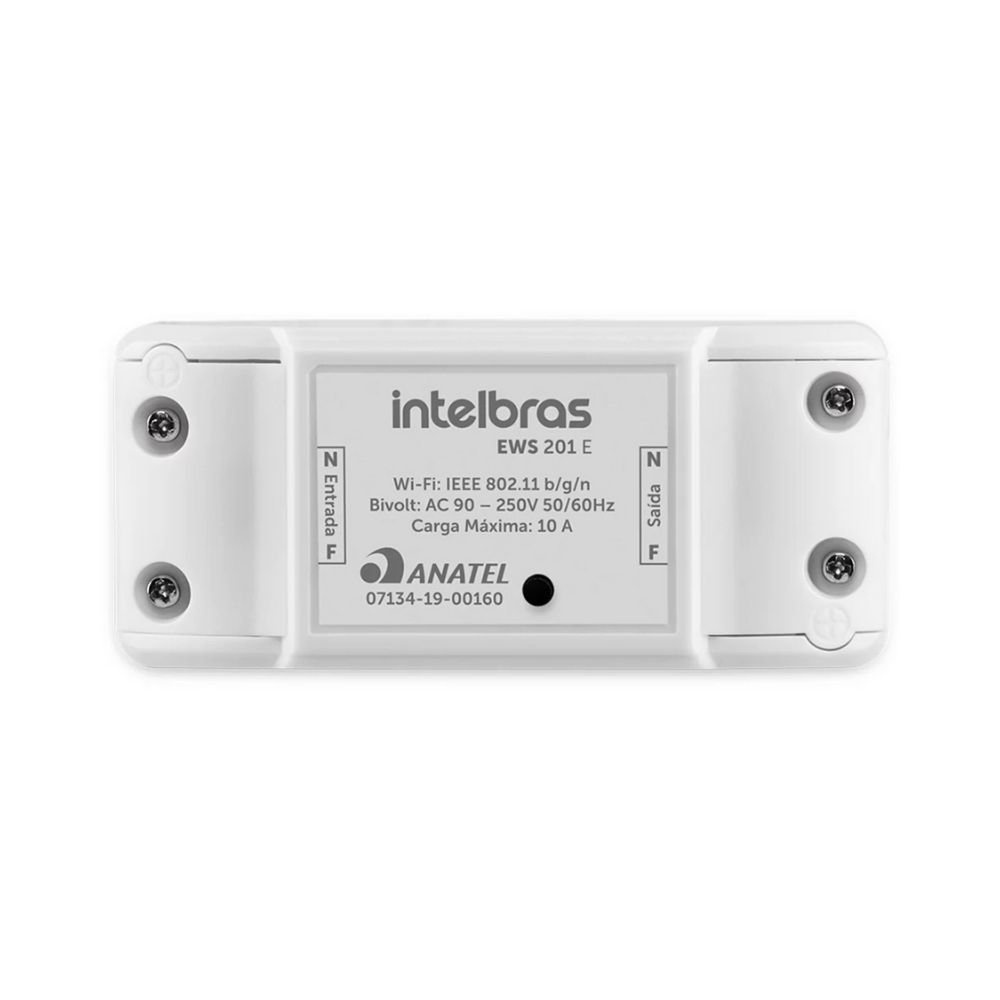 intelbras
EWS 201 E
N Entrada F
Wi-Fi: IEEE 802.11 b/g/n
Bivolt: AC 90 – 250V 50/60Hz
Carga Máxima: 10 A
N Saída F
ANATEL
07134-19-00160